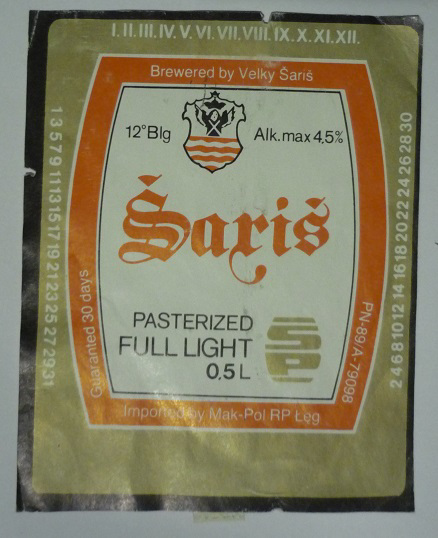 I. II. III. IV. V. VI. VII. VIII. IX. X. XI. XII.
Brewered by Velky Šariš
12°Blg
Alk. max 4,5%
Šariš
PASTERIZED
FULL LIGHT
0,5 L
SP
Imported by Mak-Pol RP Łęg
Guaranted 30 days
PN-89/A-79098
1 3 5 7 9 11 13 15 17 19 21 23 25 27 29 31
2 4 6 8 10 12 14 16 18 20 22 24 26 28 30